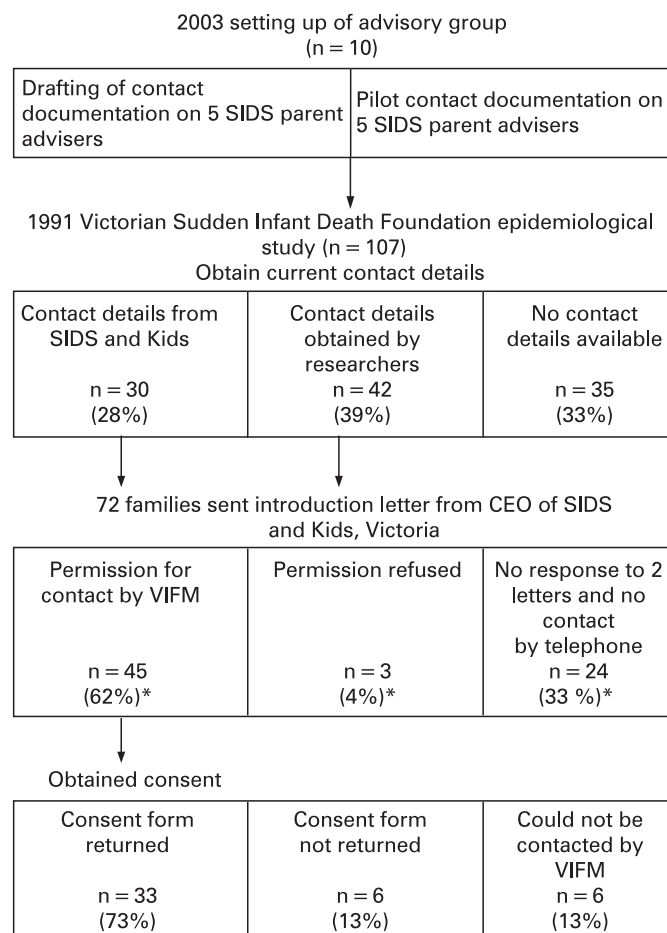 2003 setting up of advisory group
(n = 10)
Drafting of contact
documentation on 5 SIDS parent
advisers
Pilot contact documentation on
5 SIDS parent advisers
1991 Victorian Sudden Infant Death Foundation epidemiological
study (n = 107)
Obtain current contact details
Contact details from
SIDS and Kids
n = 30
(28%)
Contact details
obtained by
researchers
n = 42
(39%)
No contact
details available
n = 35
(33%)
72 families sent introduction letter from CEO of SIDS
and Kids, Victoria
Permission for
contact by VIFM
n = 45
(62%)*
Permission refused
n = 3
(4%)*
No response to 2
letters and no
contact
by telephone
n = 24
(33 %)*
Obtained consent
Consent form
returned
n = 33
(73%)
Consent form
not returned
n = 6
(13%)
Could not be
contacted by
VIFM
n = 6
(13%)